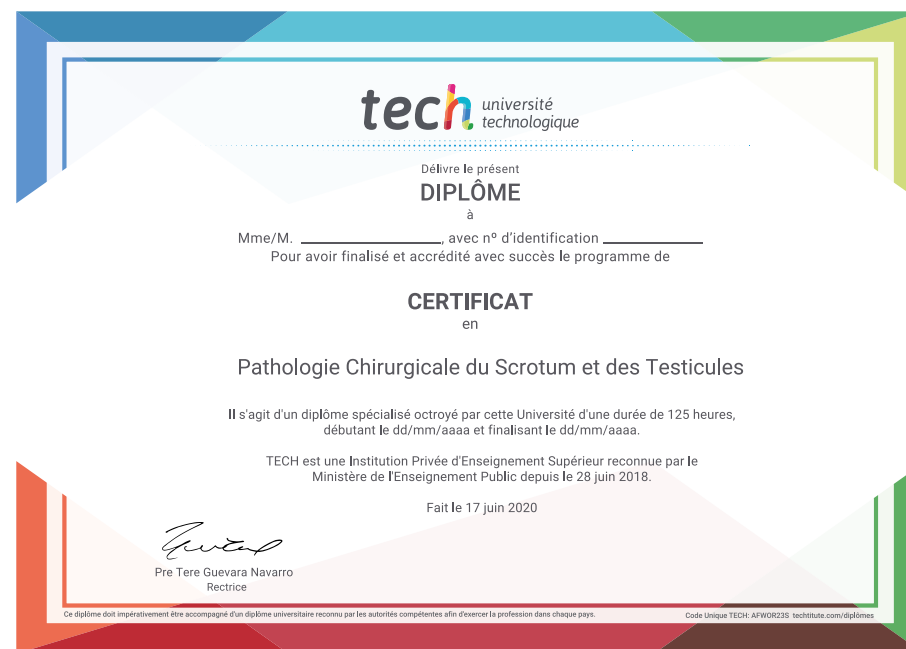 tech université
technologique
Délivre le présent
DIPLÔME
à
Mme/M. ____________________, avec nº d'identification ______________
Pour avoir finalisé et accrédité avec succès le programme de
CERTIFICAT
en
Pathologie Chirurgicale du Scrotum et des Testicules
Il s'agit d'un diplôme spécialisé octroyé par cette Université d'une durée de 125 heures,
débutant le dd/mm/aaaa et finalisant le dd/mm/aaaa.
TECH est une Institution Privée d'Enseignement Supérieur reconnue par le
Ministère de l'Enseignement Public depuis le 28 juin 2018.
Fait le 17 juin 2020
Pre Tere Guevara Navarro
Rectrice
Ce diplôme doit impérativement être accompagné d'un diplôme universitaire reconnu par les autorités compétentes afin d'exercer la profession dans chaque pays.
Code Unique TECH: AFWOR23S techtitute.com/diplômes